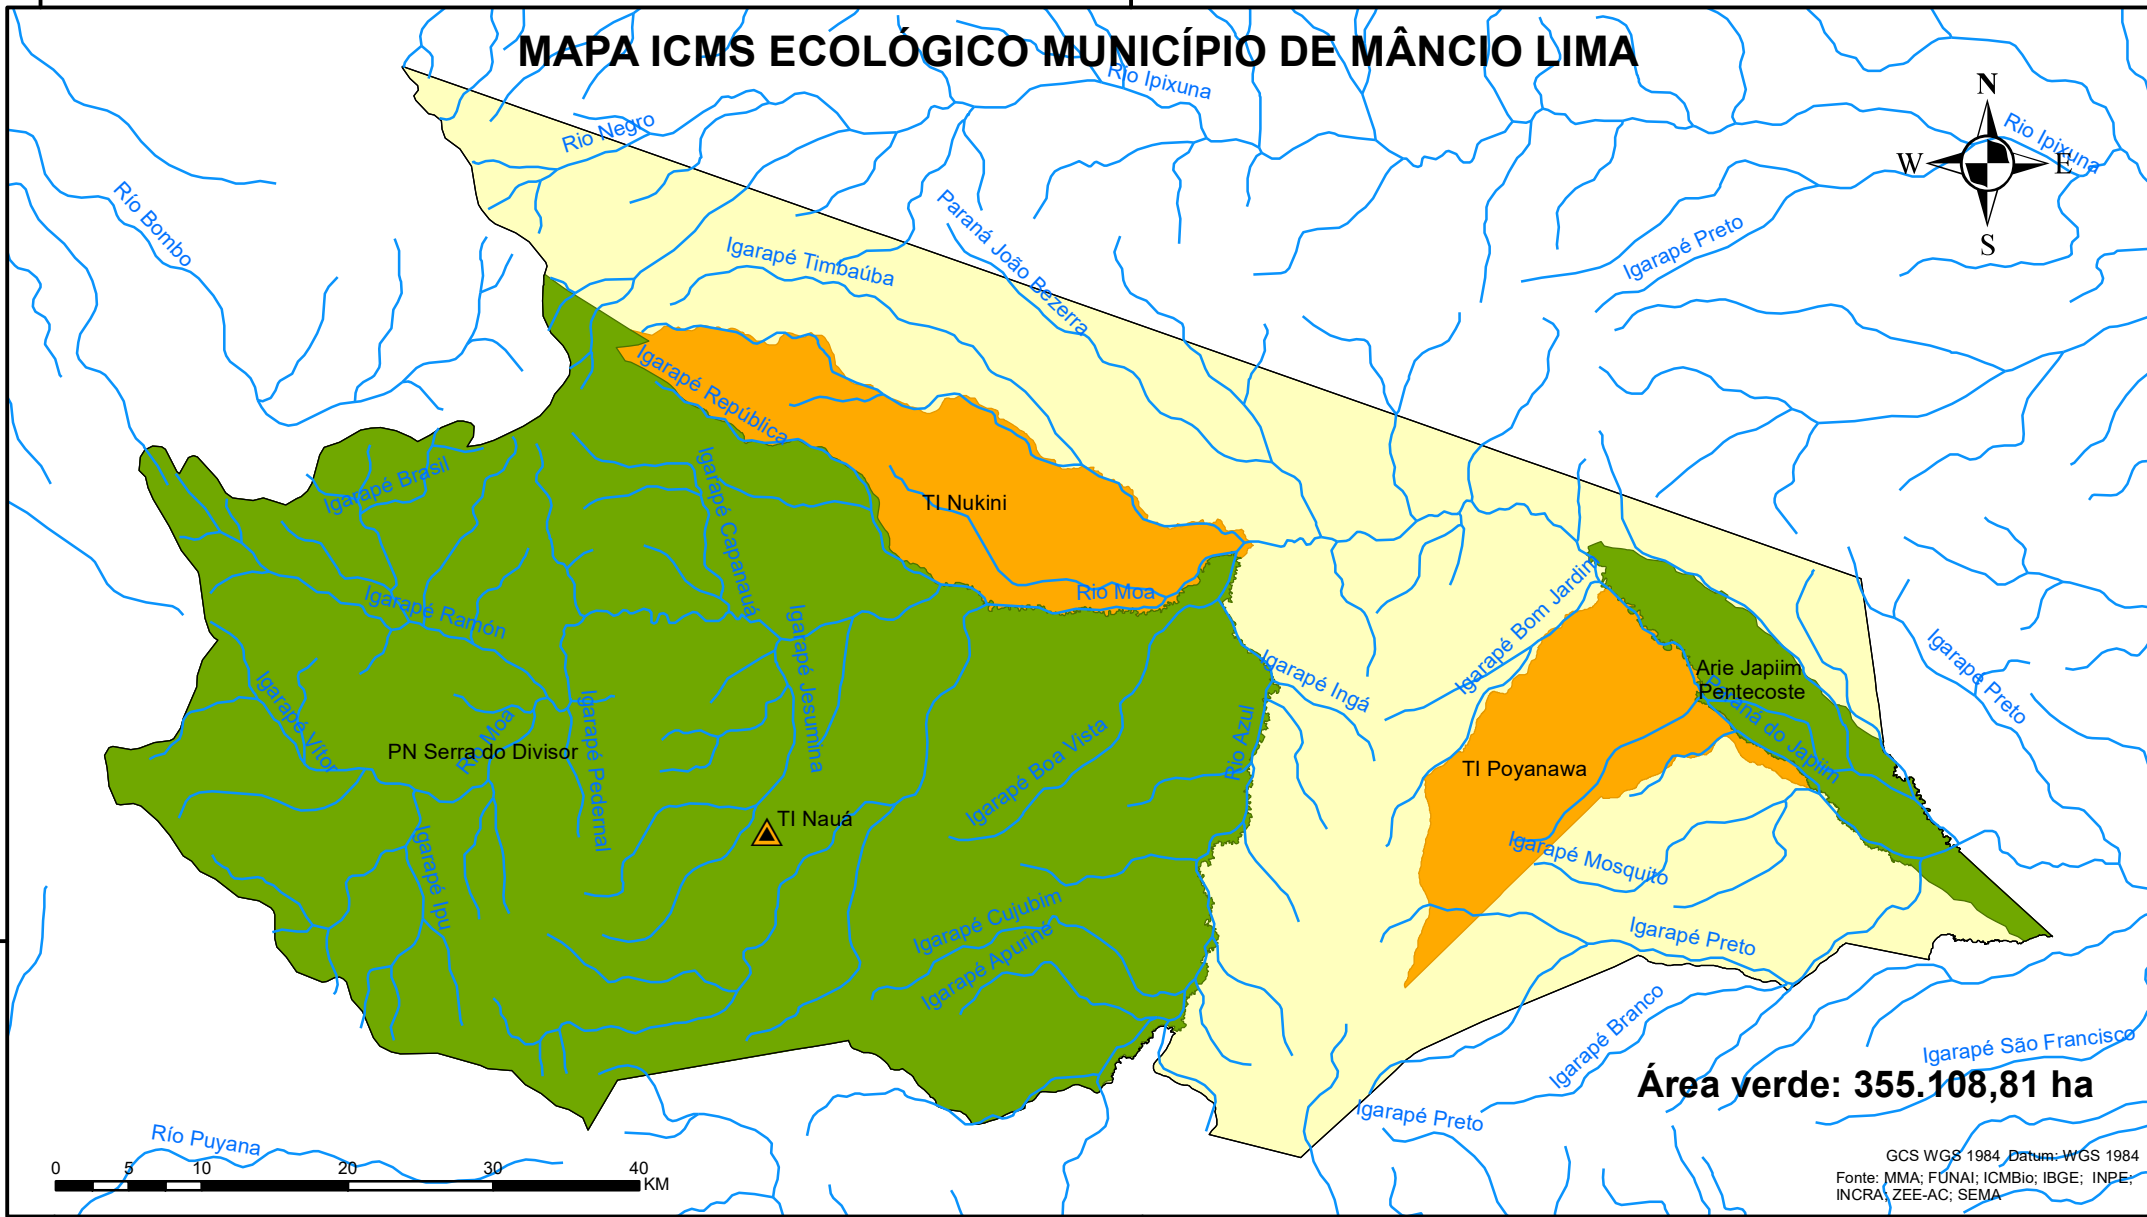 MAPA ICMS ECOLÓGICO MUNICÍPIO DE MÂNCIO LIMA
Rio Ipixuna
N
Rio Negro
Rio Ipixuna
W
E
Río Bombo
Paraná João Bezerra
Igarapé Preto
S
Igarapé Timbaúba
Igarapé República
Igarapé Brasil
Igarapé Capanauá
TI Nukini
Igarapé Ramón
Rio Moa
Igarapé Bom Jardim
Igarapé Jesumina
Igarapé Ingá
Arie Japiim
Pentecoste
Igarapé Preto
Igarapé Vítor
Igarapé Pedernal
Rio Moa
PN Serra do Divisor
Igarapé Boa Vista
Rio Azul
Paraná do Japiim
TI Poyanawa
TI Nauá
Igarapé Ipu
Igarapé Mosquito
Igarapé Cujubim
Igarapé Apuriné
Igarapé Preto
Igarapé Branco
Igarapé São Francisco
Área verde: 355.108,81 ha
Igarapé Preto
Río Puyana
0 5 10 20 30 40
KM
GCS WGS 1984 Datum: WGS 1984
Fonte: MMA; FUNAI; ICMBio; IBGE; INPE;
INCRA; ZEE-AC; SEMA